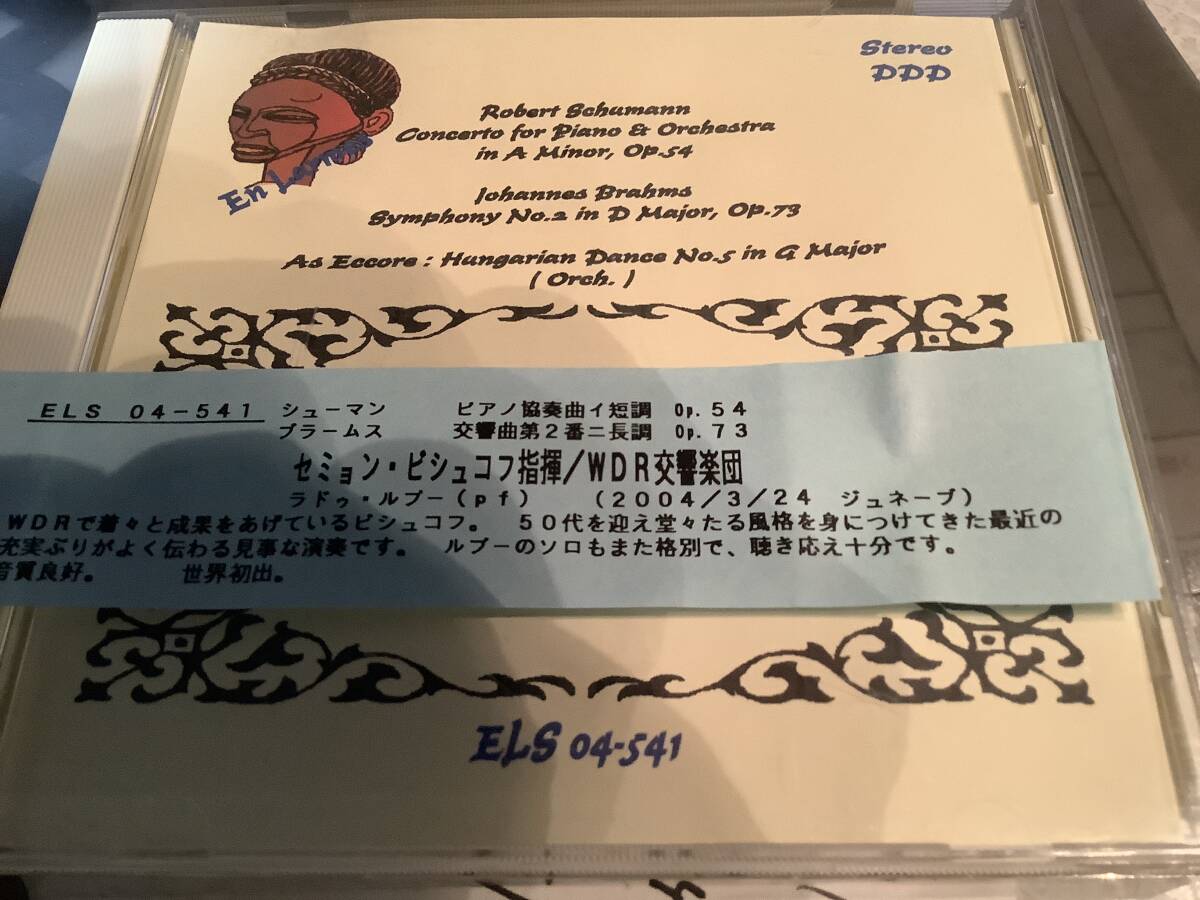 Stereo
DDD
Robert Schumann
Concerto for Piano & Orchestra
in A Minor, Op.54
En Larmes
Johannes Brahms
Symphony No.2 in D Major, Op.73
As Eccore : Hungarian Dance No.5 in G Major
( Orch. )
ELS 04-541 シューマン ピアノ協奏曲イ短調 Op.54
ブラームス 交響曲第2番ニ長調 Op.73
セミョン・ビシュコフ指揮/WDR交響楽団
ラドゥ・ルプー(pf) (2004/3/24 ジュネーブ)
WDRで着々と成果をあげているビシュコフ。 50代を迎え堂々たる風格を身につけてきた最近の
充実ぶりがよく伝わる見事な演奏です。 ルプーのソロもまた格別で、聴き応え十分です。
音質良好。 世界初出。
ELS 04-541